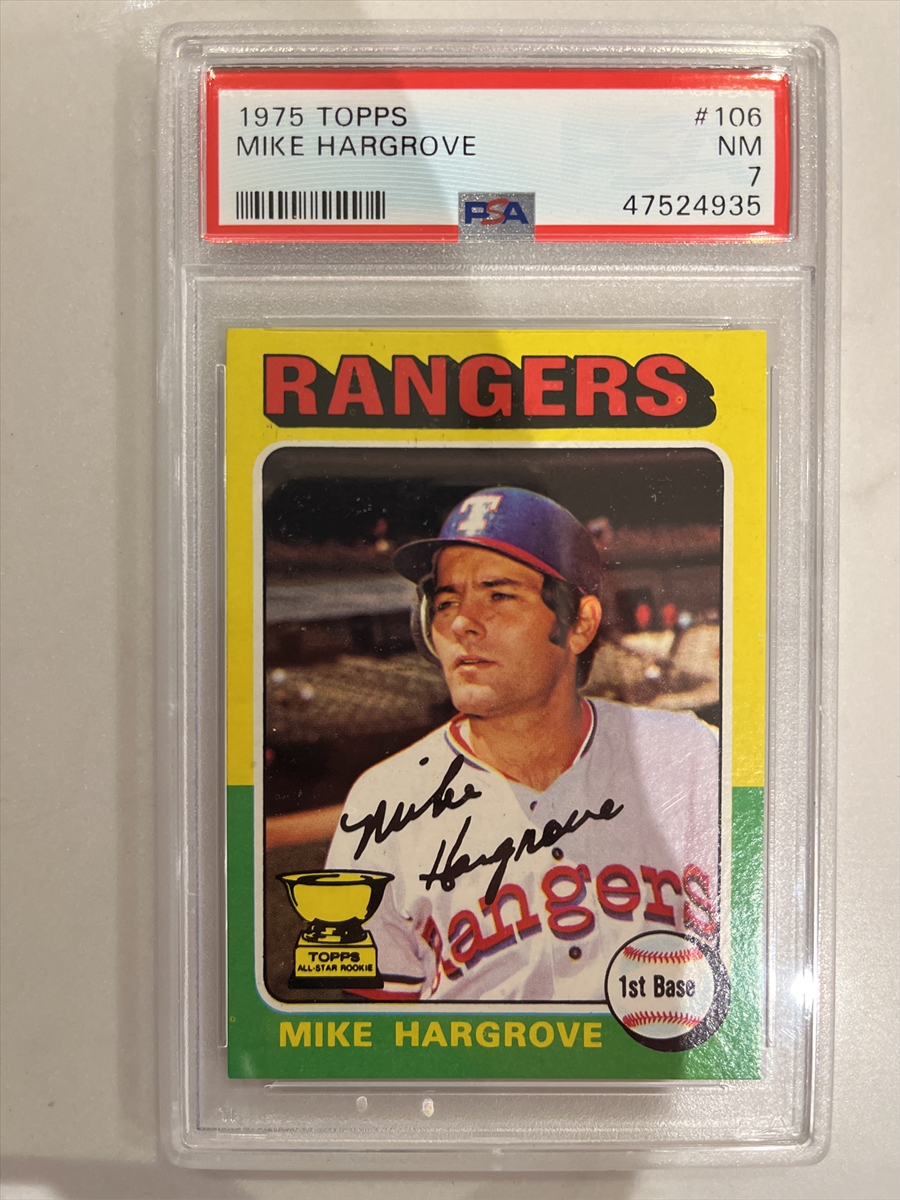 1975 TOPPS #106
MIKE HARGROVE NM
7
PSA 47524935
RANGERS
T
Mike
Hargrove
Rangers
TOPPS
ALL-STAR ROOKIE
1st Base
MIKE HARGROVE